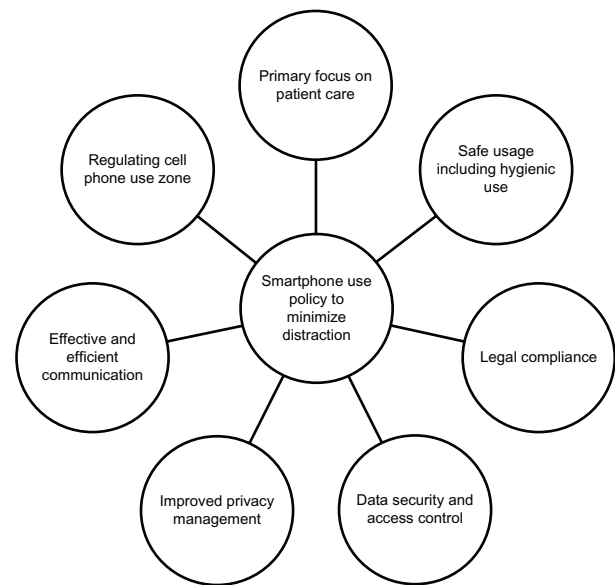 Primary focus on
patient care
Safe usage
including hygienic
use
Legal compliance
Data security and
access control
Improved privacy
management
Effective and
efficient
communication
Regulating cell
phone use zone
Smartphone use
policy to
minimize
distraction